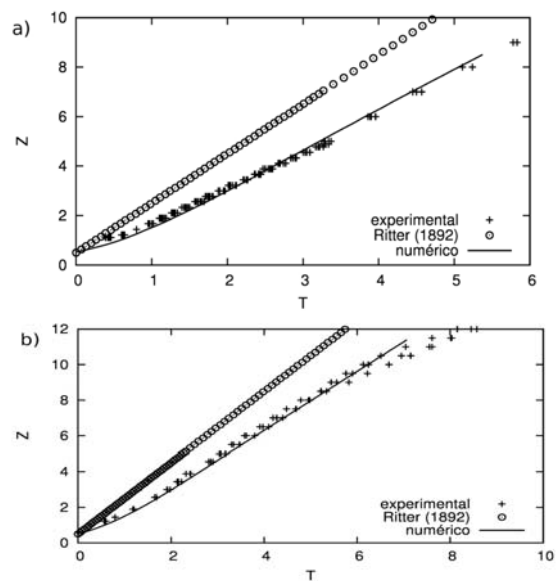 a)
10
8
6
4
2
0
Z
experimental
Ritter (1892)
numérico
0 1 2 3 4 5 6
T
b)
12
10
8
6
4
2
0
Z
experimental
Ritter (1892)
numérico
0 2 4 6 8 10
T